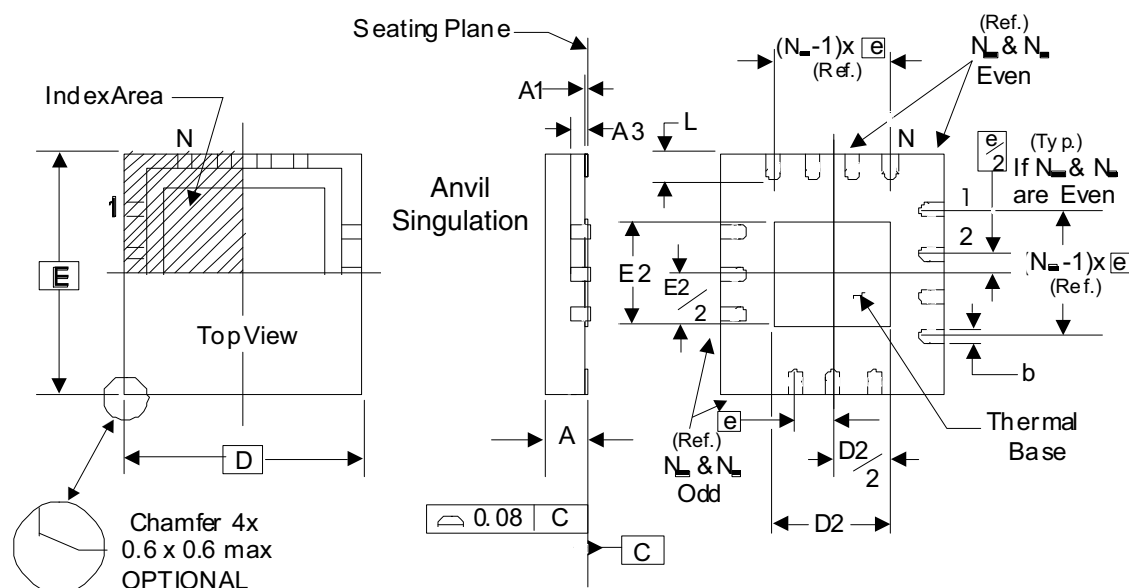 Seating Plane
Index Area
N
1
E
Top View
D
Chamfer 4x
0.6 x 0.6 max
OPTIONAL
A1
A3
Anvil
Singulation
A
0.08 C
C
L
(N -1)x e
(Ref.)
(Ref.)
N & N
Even
N
e/2
(Typ.)
If N & N
are Even
1
2
(N -1)x e
(Ref.)
b
E2
E2/2
e
(Ref.)
N & N
Odd
D2/2
D2
Thermal
Base